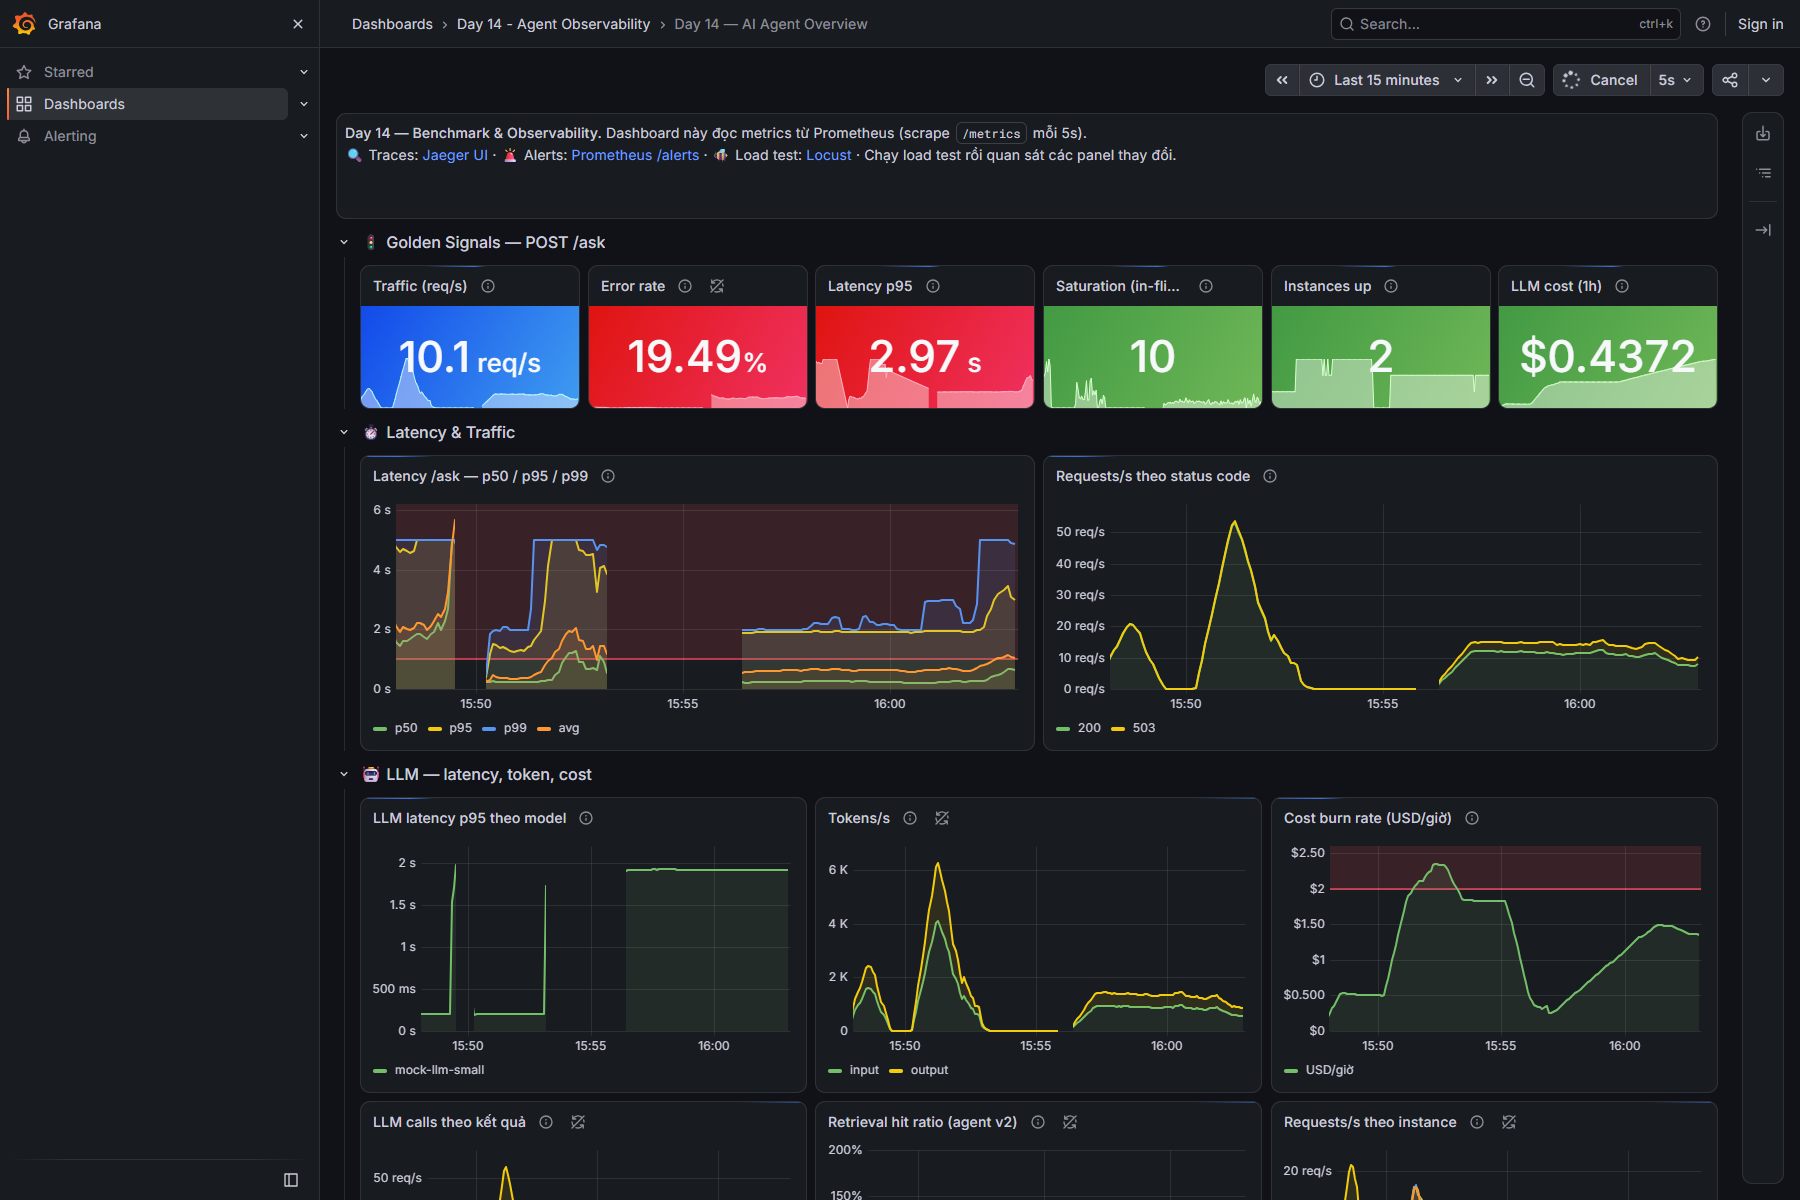 Grafana
Dashboards › Day 14 - Agent Observability › Day 14 — AI Agent Overview
Search... ctrl+k
Sign in
Starred
Dashboards
Alerting
Last 15 minutes
Cancel
5s
Day 14 — Benchmark & Observability. Dashboard này đọc metrics từ Prometheus (scrape /metrics mỗi 5s).
Traces: Jaeger UI · Alerts: Prometheus /alerts · Load test: Locust · Chạy load test rồi quan sát các panel thay đổi.
Golden Signals — POST /ask
Traffic (req/s)
10.1 req/s
Error rate
19.49%
Latency p95
2.97 s
Saturation (in-fli...
10
Instances up
2
LLM cost (1h)
$0.4372
Latency & Traffic
Latency /ask — p50 / p95 / p99
6 s
4 s
2 s
0 s
15:50 15:55 16:00
p50 p95 p99 avg
Requests/s theo status code
50 req/s
40 req/s
30 req/s
20 req/s
10 req/s
0 req/s
15:50 15:55 16:00
200 503
LLM — latency, token, cost
LLM latency p95 theo model
2 s
1.5 s
1 s
500 ms
0 s
15:50 15:55 16:00
mock-llm-small
Tokens/s
6 K
4 K
2 K
0
15:50 15:55 16:00
input output
Cost burn rate (USD/giờ)
$2.50
$2
$1.50
$1
$0.500
$0
15:50 15:55 16:00
USD/giờ
LLM calls theo kết quả
50 req/s
Retrieval hit ratio (agent v2)
200%
150%
Requests/s theo instance
20 req/s